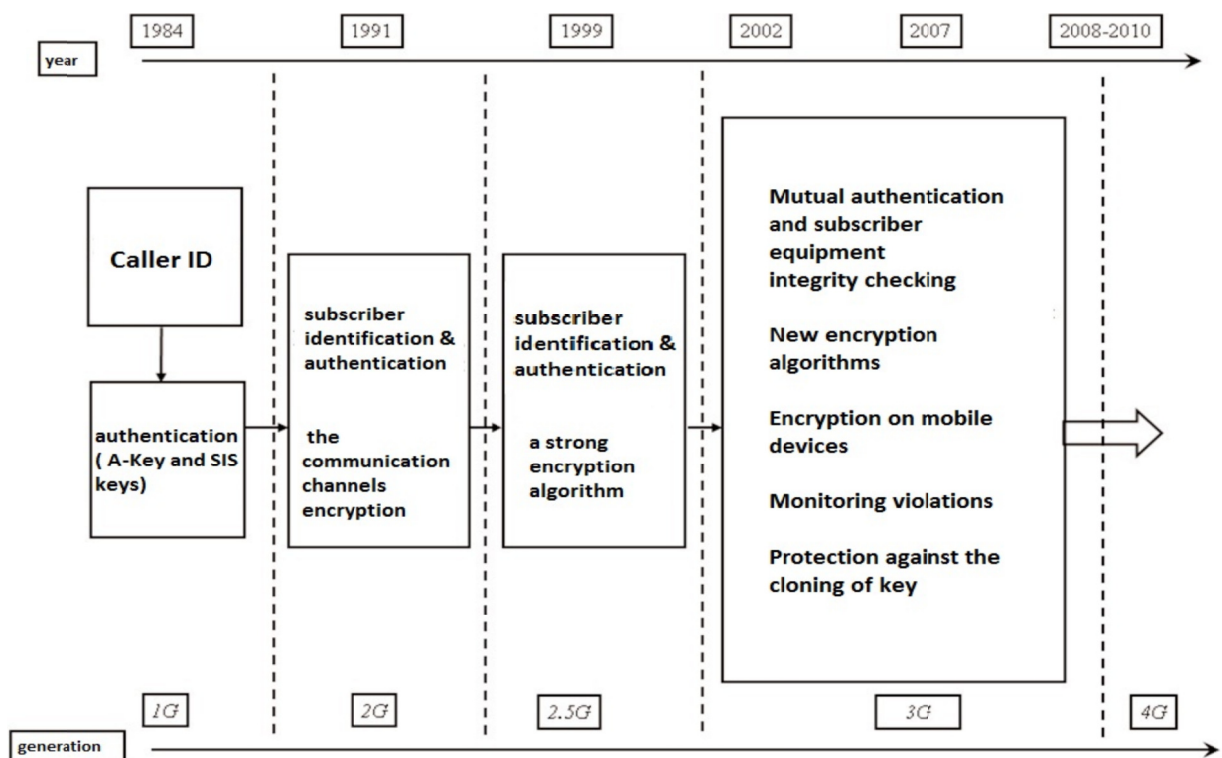 1984
1991
1999
2002
2007
2008-2010
year
Caller ID
authentication
( A-Key and SIS
keys)
subscriber
identification &
authentication
the
communication
channels
encryption
subscriber
identification &
authentication
a strong
encryption
algorithm
Mutual authentication
and subscriber
equipment
integrity checking
New encryption
algorithms
Encryption on mobile
devices
Monitoring violations
Protection against the
cloning of key
1G
2G
2.5G
3G
4G
generation